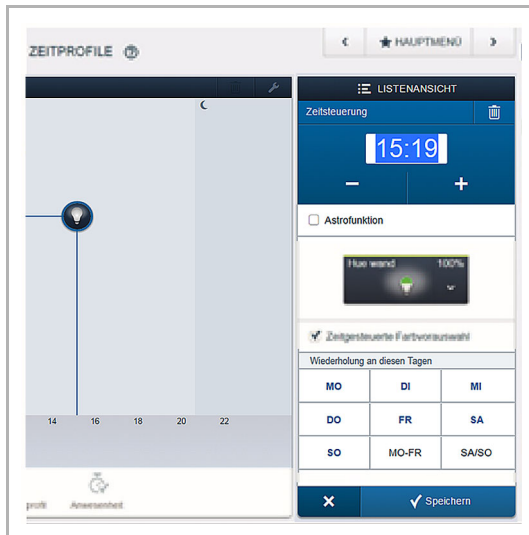 ZEITPROFILE
HAUPTMENÜ
LISTENANSICHT
Zeitsteuerung
15:19
− +
Astrofunktion
Hue wand 100%
Zeitgesteuerte Farbvorauswahl
Wiederholung an diesen Tagen
MO DI MI
DO FR SA
SO MO-FR SA/SO
14 16 18 20 22
profil Anwesenheit
Speichern